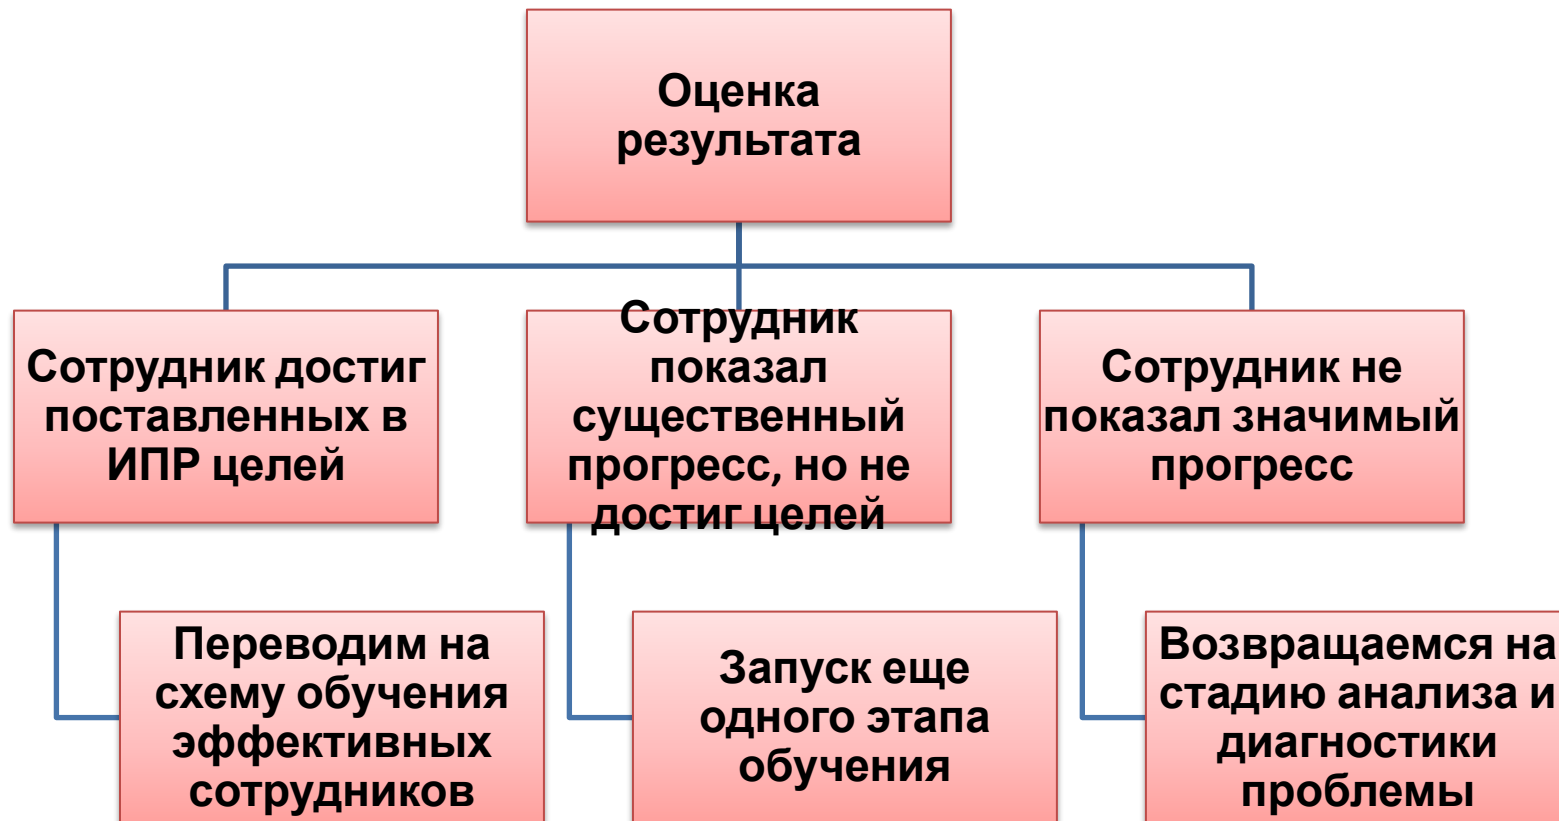 Оценка
результата
Сотрудник достиг
поставленных в
ИПР целей
Сотрудник
показал
существенный
прогресс, но не
достиг целей
Сотрудник не
показал значимый
прогресс
Переводим на
схему обучения
эффективных
сотрудников
Запуск еще
одного этапа
обучения
Возвращаемся на
стадию анализа и
диагностики
проблемы